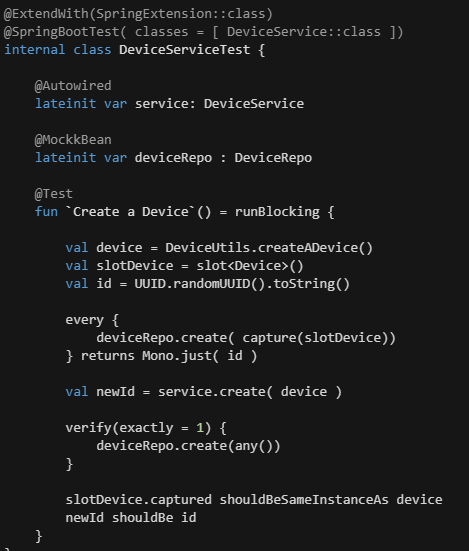 @ExtendWith(SpringExtension::class)
@SpringBootTest( classes = [ DeviceService::class ])
internal class DeviceServiceTest {
@Autowired
lateinit var service: DeviceService
@MockkBean
lateinit var deviceRepo : DeviceRepo
@Test
fun `Create a Device`() = runBlocking {
val device = DeviceUtils.createADevice()
val slotDevice = slot<Device>()
val id = UUID.randomUUID().toString()
every {
deviceRepo.create( capture(slotDevice))
} returns Mono.just( id )
val newId = service.create( device )
verify(exactly = 1) {
deviceRepo.create(any())
}
slotDevice.captured shouldBeSameInstanceAs device
newId shouldBe id
}
}